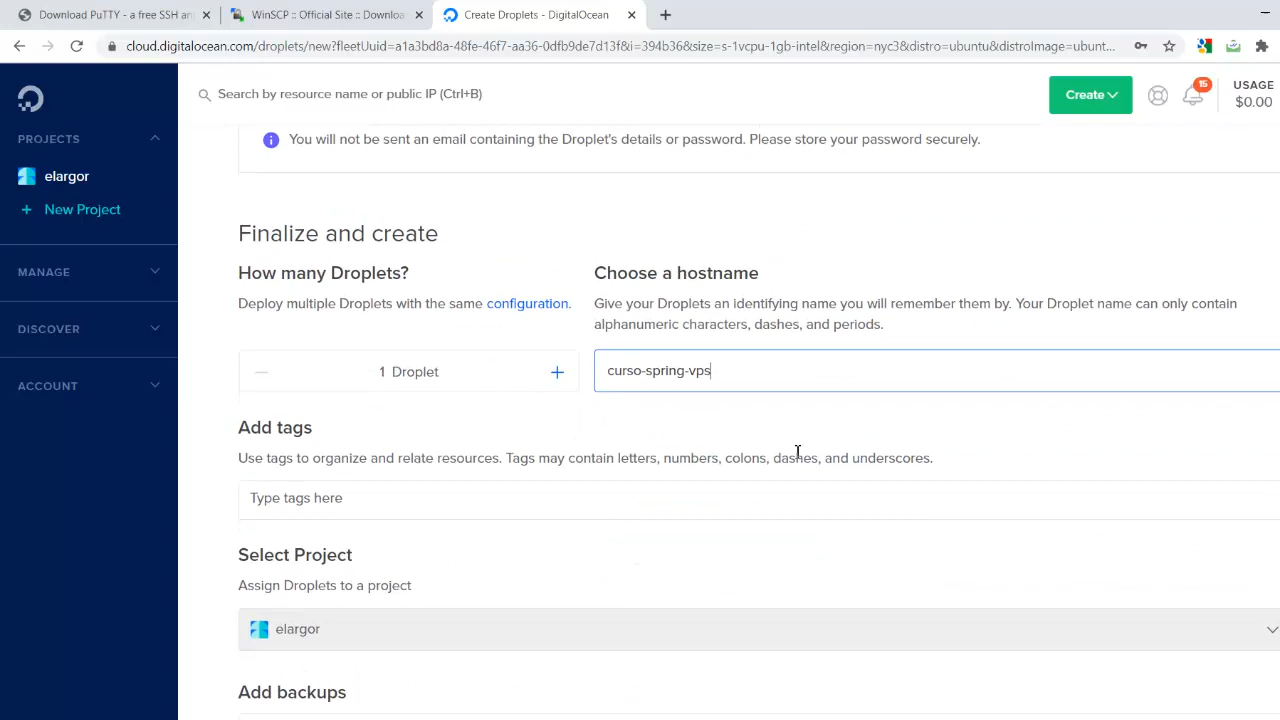 Download PuTTY - a free SSH an
WinSCP :: Official Site :: Downloa
Create Droplets - DigitalOcean
cloud.digitalocean.com/droplets/new?fleetUuid=a1a3bd8a-48fe-46f7-aa36-0dfb9de7d13f&i=394b36&size=s-1vcpu-1gb-intel&region=nyc3&distro=ubuntu&distroImage=ubunt...
Search by resource name or public IP (Ctrl+B)
Create
15
USAGE
$0.00
PROJECTS
elargor
+ New Project
MANAGE
DISCOVER
ACCOUNT
You will not be sent an email containing the Droplet's details or password. Please store your password securely.
Finalize and create
How many Droplets?
Deploy multiple Droplets with the same configuration.
1 Droplet
Choose a hostname
Give your Droplets an identifying name you will remember them by. Your Droplet name can only contain
alphanumeric characters, dashes, and periods.
curso-spring-vps
Add tags
Use tags to organize and relate resources. Tags may contain letters, numbers, colons, dashes, and underscores.
Type tags here
Select Project
Assign Droplets to a project
elargor
Add backups